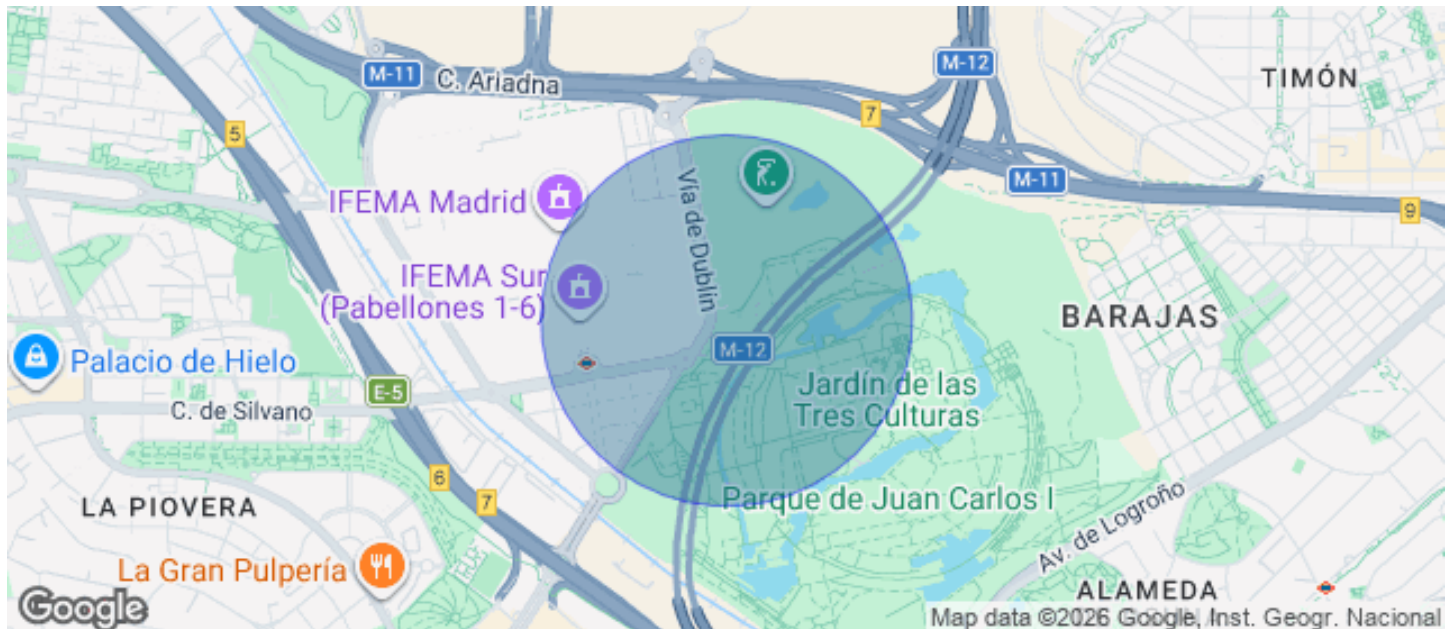 M-12
M-11
C. Ariadna
TIMÓN
5
7
M-11
IFEMA Madrid
Vía de Dublín
9
IFEMA Sur
(Pabellones 1-6)
BARAJAS
M-12
Palacio de Hielo
E-5
Jardín de las
Tres Culturas
C. de Silvano
6
7
Parque de Juan Carlos I
LA PIOVERA
Av. de Logroño
La Gran Pulpería
ALAMEDA
Google
Map data ©2026 Google, Inst. Geogr. Nacional